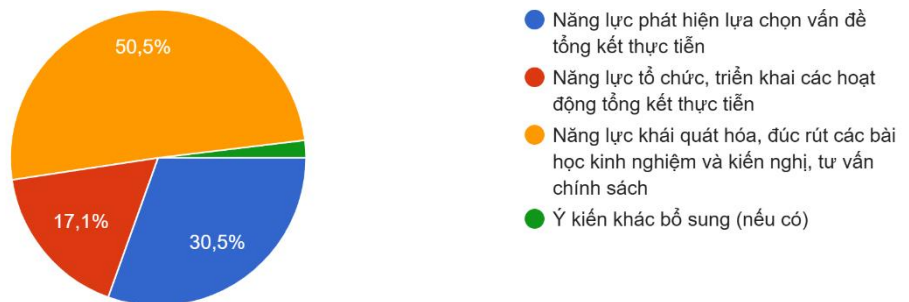 50,5%
17,1%
30,5%
Năng lực phát hiện lựa chọn vấn đề
tổng kết thực tiễn
Năng lực tổ chức, triển khai các hoạt
động tổng kết thực tiễn
Năng lực khái quát hóa, đúc rút các bài
học kinh nghiệm và kiến nghị, tư vấn
chính sách
Ý kiến khác bổ sung (nếu có)